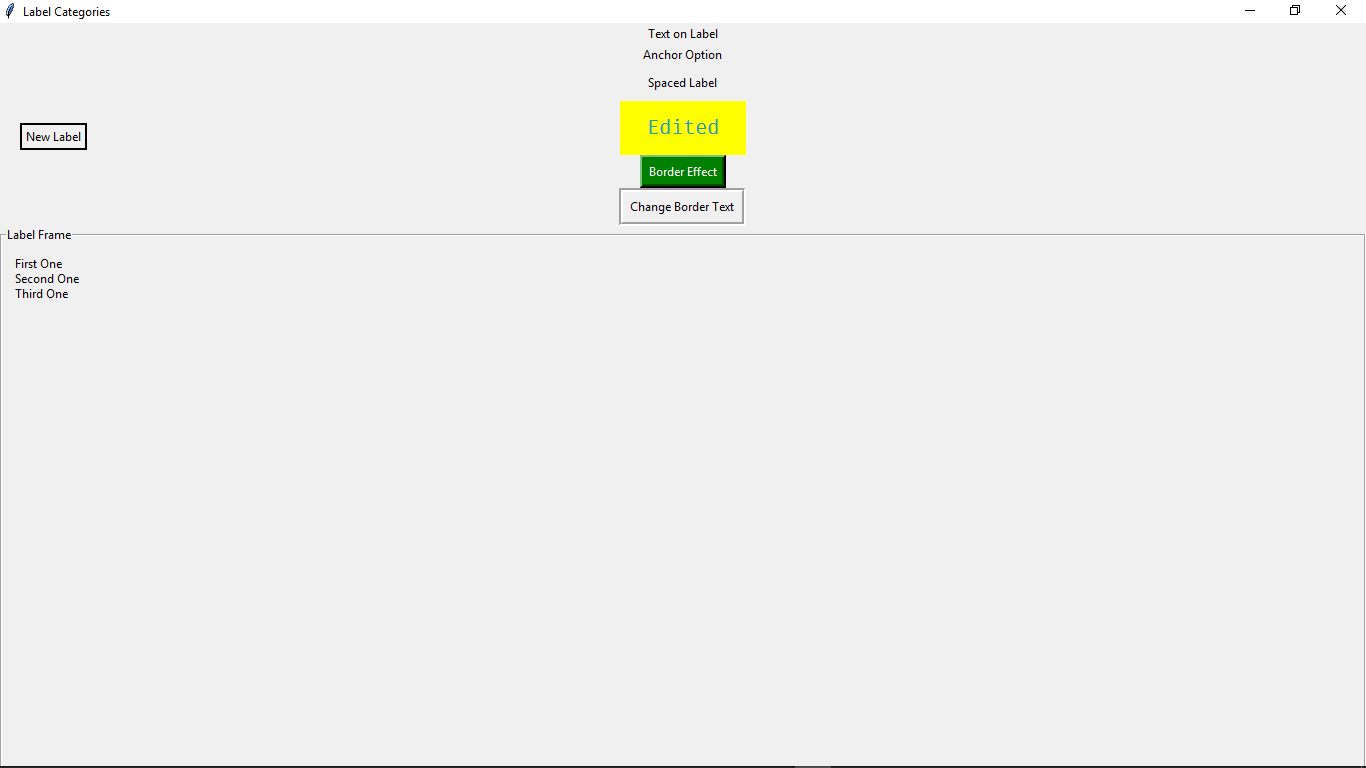 Label Categories
Text on Label
Anchor Option
Spaced Label
Edited
New Label
Border Effect
Change Border Text
Label Frame
First One
Second One
Third One